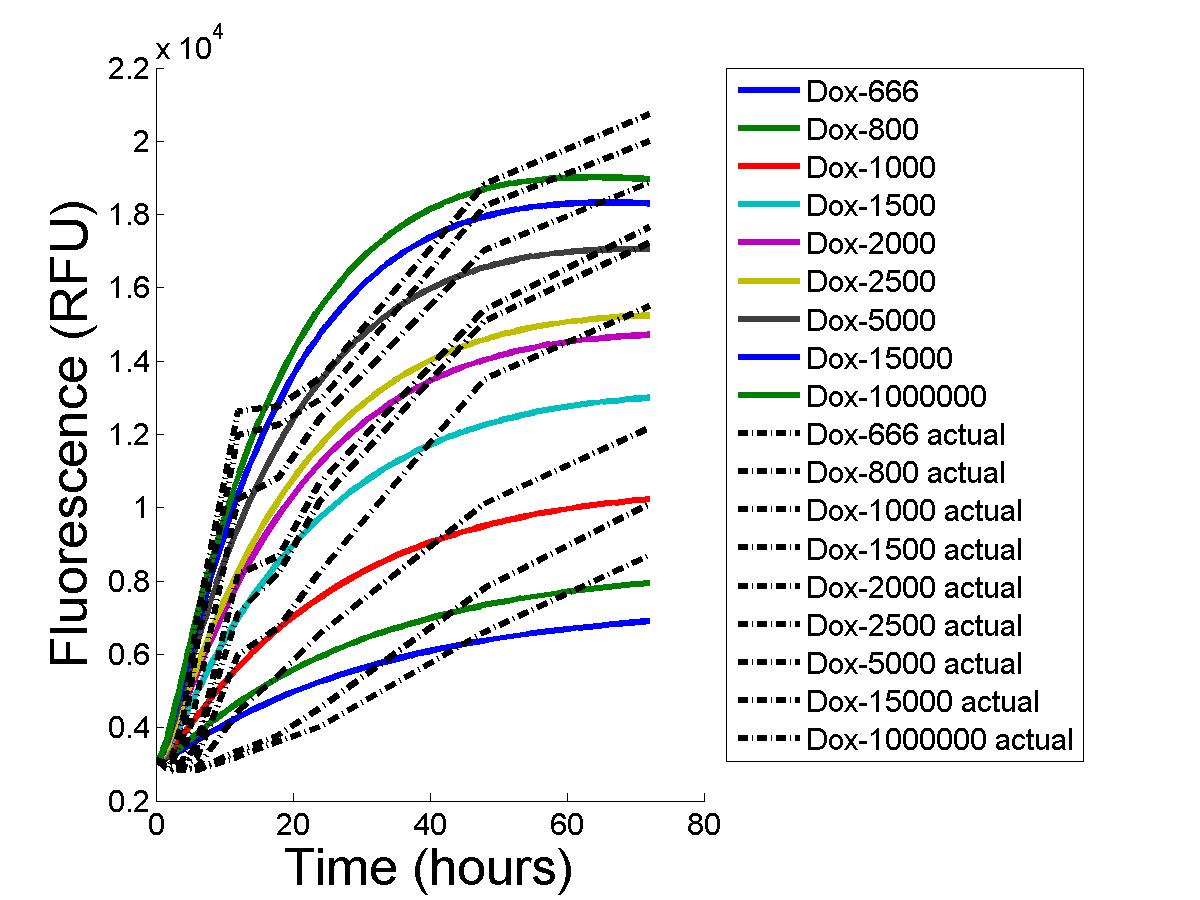 x 10^4
2.2
2
1.8
1.6
1.4
1.2
1
0.8
0.6
0.4
0.2
0 20 40 60 80
Time (hours)
Fluorescence (RFU)
Dox-666
Dox-800
Dox-1000
Dox-1500
Dox-2000
Dox-2500
Dox-5000
Dox-15000
Dox-1000000
Dox-666 actual
Dox-800 actual
Dox-1000 actual
Dox-1500 actual
Dox-2000 actual
Dox-2500 actual
Dox-5000 actual
Dox-15000 actual
Dox-1000000 actual